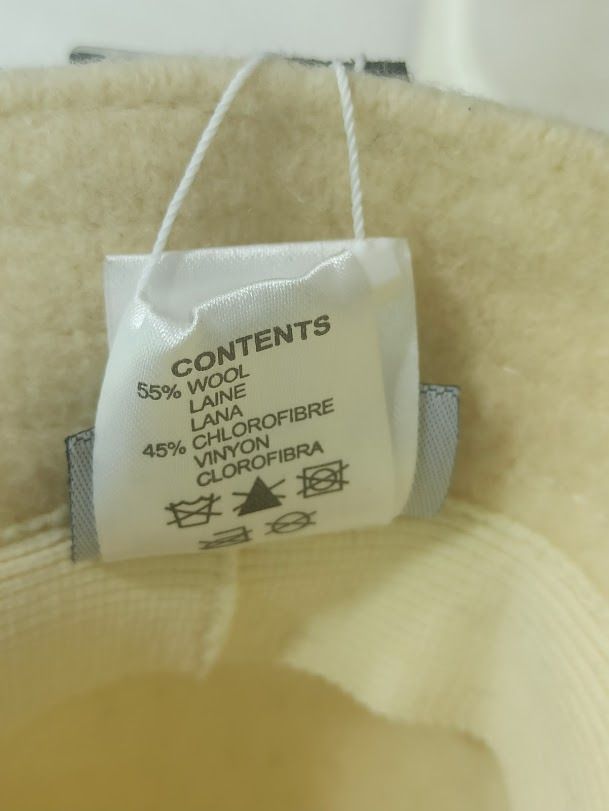 CONTENTS
55% WOOL
LAINE
LANA
45% CHLOROFIBRE
VINYON
CLOROFIBRA